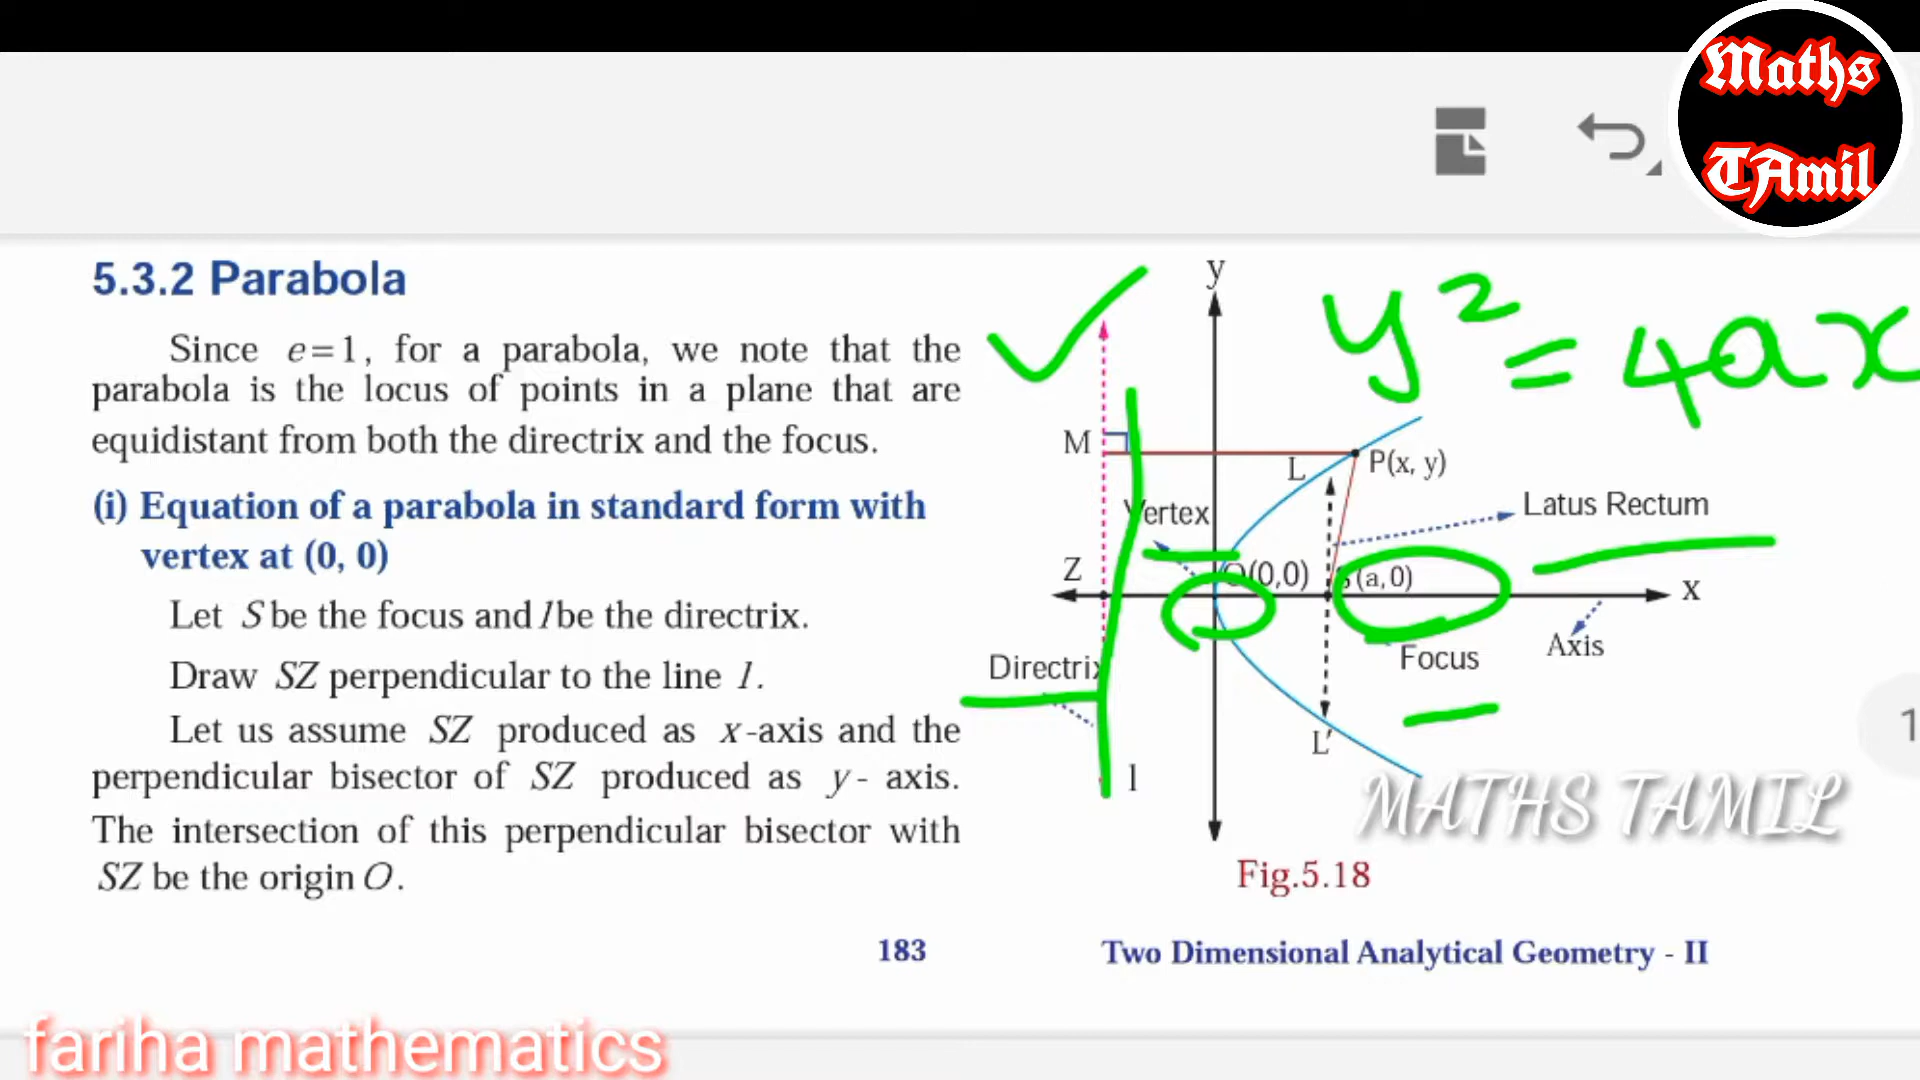 Maths
TAmil
5.3.2 Parabola
Since e=1, for a parabola, we note that the
parabola is the locus of points in a plane that are
equidistant from both the directrix and the focus.
(i) Equation of a parabola in standard form with
vertex at (0, 0)
Let S be the focus and l be the directrix.
Draw SZ perpendicular to the line l.
Let us assume SZ produced as x-axis and the
perpendicular bisector of SZ produced as y- axis.
The intersection of this perpendicular bisector with
SZ be the origin O.
y
y² = 4ax
M
L
P(x, y)
Vertex
Latus Rectum
Z
O(0,0)
S(a,0)
x
Directrix
Focus
Axis
L'
l
1
MATHS TAMIL
Fig.5.18
183
Two Dimensional Analytical Geometry - II
fariha mathematics